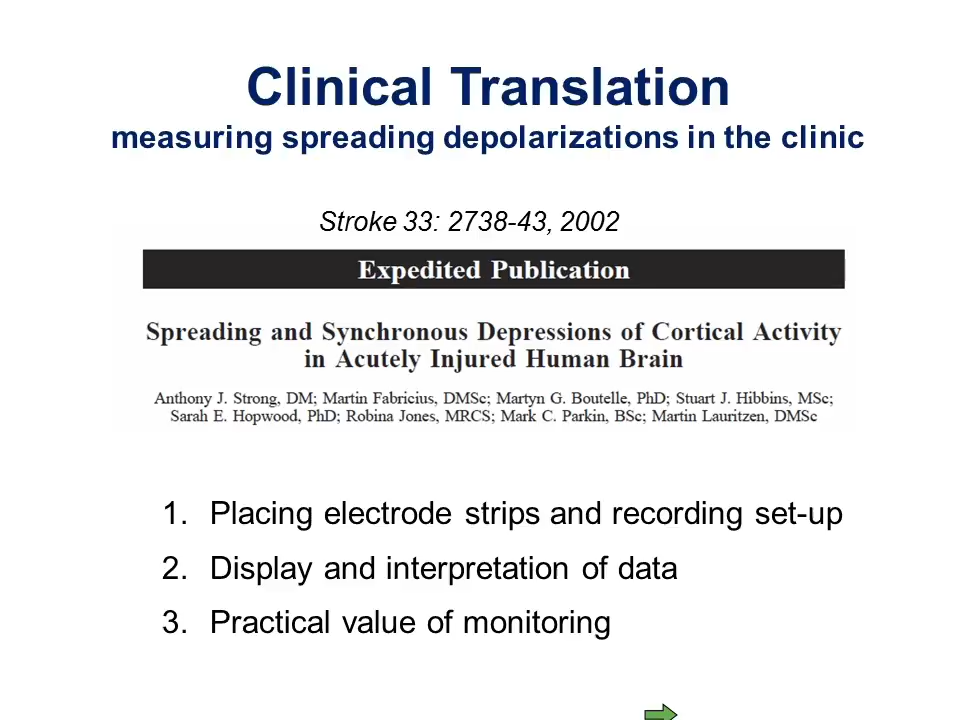 Clinical Translation
measuring spreading depolarizations in the clinic
Stroke 33: 2738-43, 2002
Expedited Publication
Spreading and Synchronous Depressions of Cortical Activity
in Acutely Injured Human Brain
Anthony J. Strong, DM; Martin Fabricius, DMSc; Martyn G. Boutelle, PhD; Stuart J. Hibbins, MSc;
Sarah E. Hopwood, PhD; Robina Jones, MRCS; Mark C. Parkin, BSc; Martin Lauritzen, DMSc
1. Placing electrode strips and recording set-up
2. Display and interpretation of data
3. Practical value of monitoring